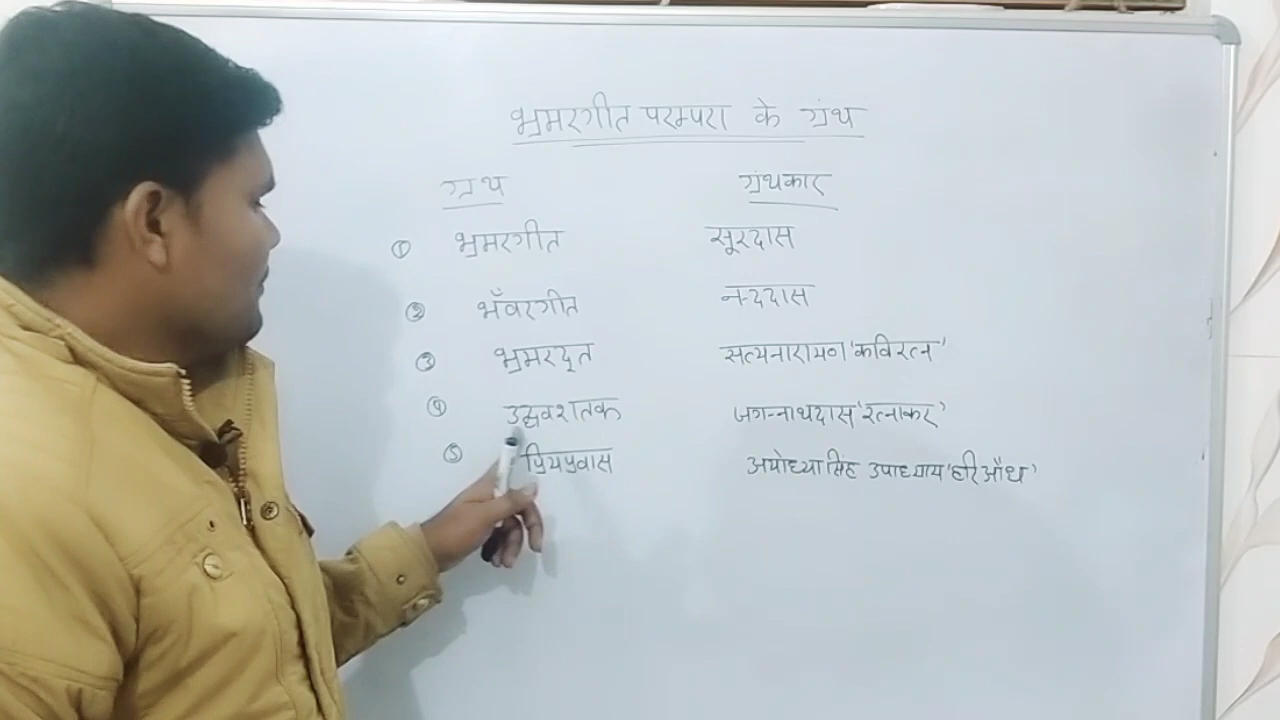 भ्रमरगीत परम्परा के ग्रंथ
ग्रंथ ग्रंथकार
① भ्रमरगीत सूरदास
② भँवरगीत नन्ददास
③ भ्रमरदूत सत्यनारायण 'कविरत्न'
④ उद्धवशतक जगन्नाथदास 'रत्नाकर'
⑤ प्रियप्रवास अयोध्या सिंह उपाध्याय 'हरिऔध'